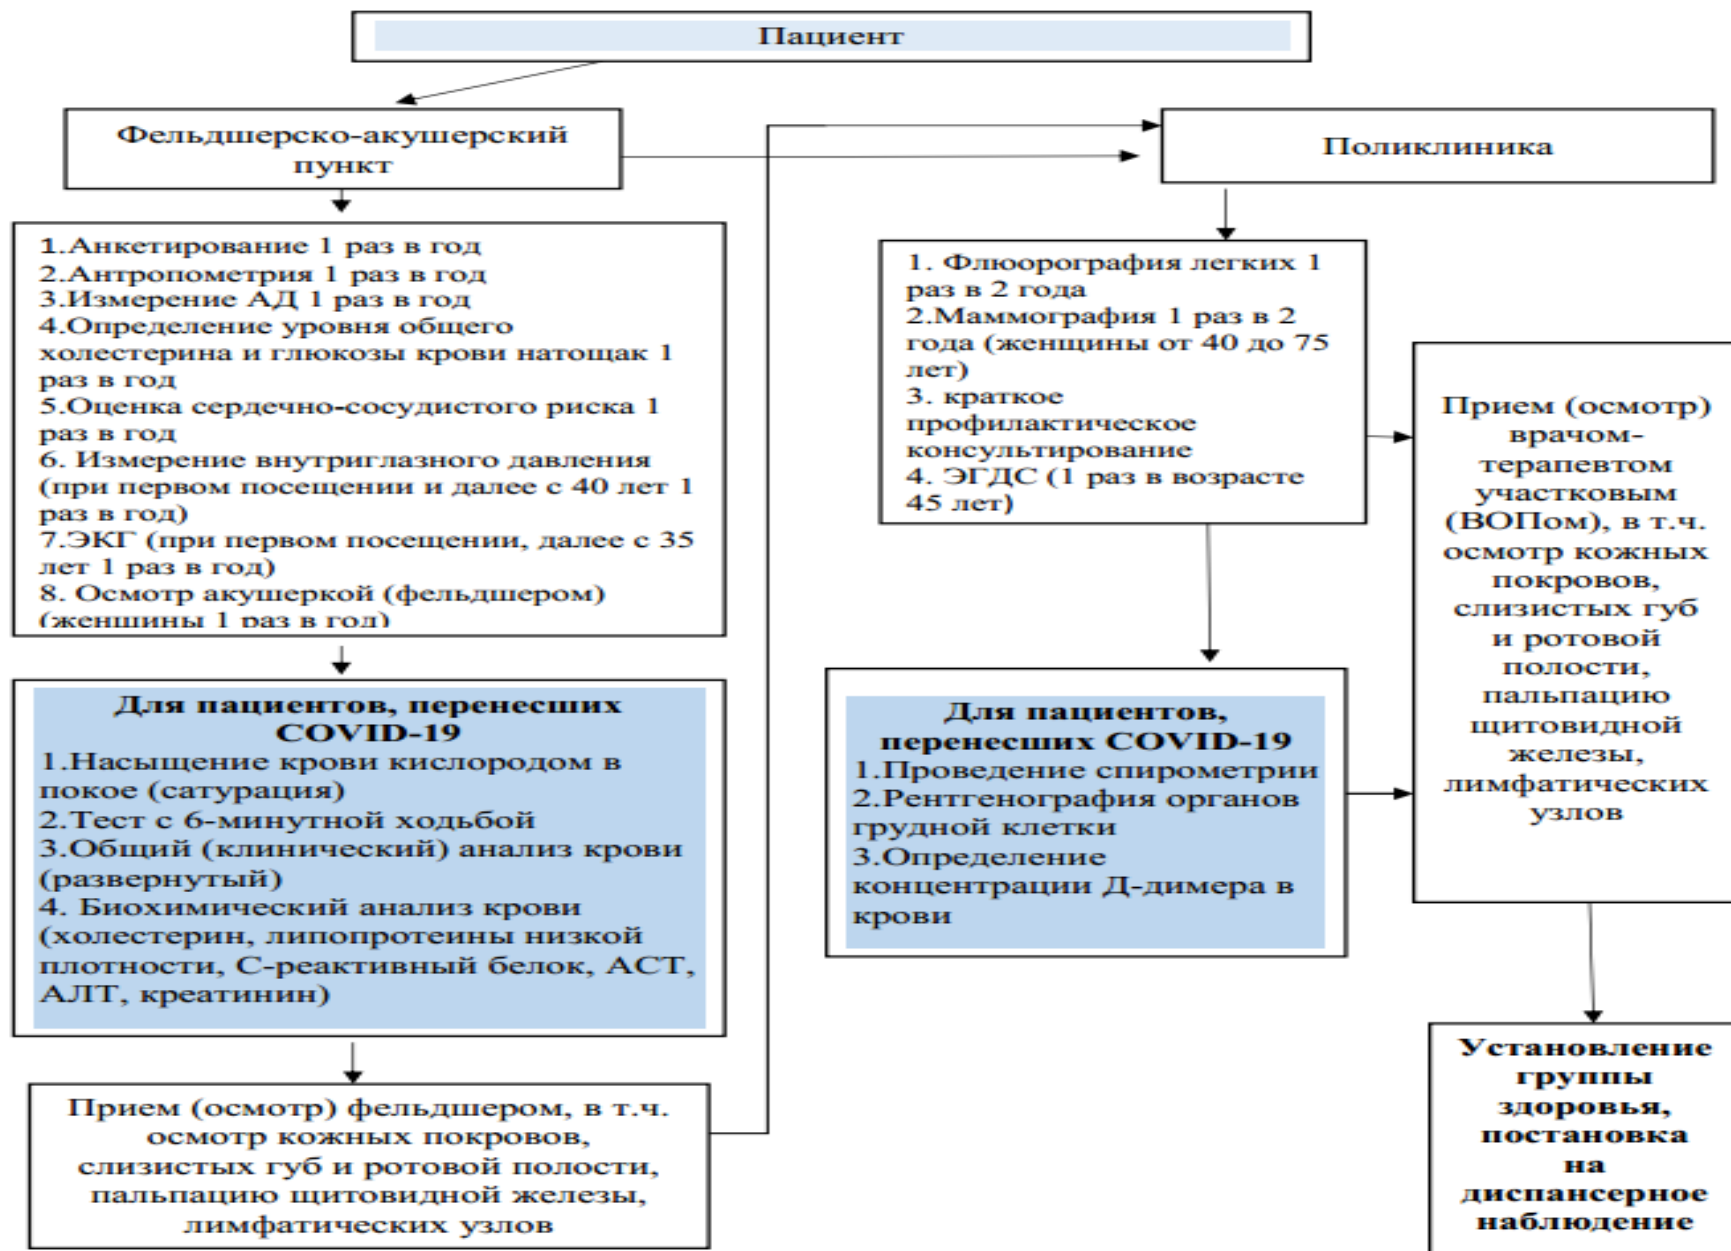 Пациент
Фельдшерско-акушерский
пункт
Поликлиника
1.Анкетирование 1 раз в год
2.Антропометрия 1 раз в год
3.Измерение АД 1 раз в год
4.Определение уровня общего
холестерина и глюкозы крови натощак 1
раз в год
5.Оценка сердечно-сосудистого риска 1
раз в год
6. Измерение внутриглазного давления
(при первом посещении и далее с 40 лет 1
раз в год)
7.ЭКГ (при первом посещении, далее с 35
лет 1 раз в год)
8. Осмотр акушеркой (фельдшером)
(женщины 1 раз в год)
1. Флюорография легких 1
раз в 2 года
2.Маммография 1 раз в 2
года (женщины от 40 до 75
лет)
3. краткое
профилактическое
консультирование
4. ЭГДС (1 раз в возрасте
45 лет)
Прием (осмотр)
врачом-
терапевтом
участковым
(ВОПом), в т.ч.
осмотр кожных
покровов,
слизистых губ
и ротовой
полости,
пальпацию
щитовидной
железы,
лимфатических
узлов
Для пациентов, перенесших
COVID-19
1.Насыщение крови кислородом в
покое (сатурация)
2.Тест с 6-минутной ходьбой
3.Общий (клинический) анализ крови
(развернутый)
4. Биохимический анализ крови
(холестерин, липопротеины низкой
плотности, С-реактивный белок, АСТ,
АЛТ, креатинин)
Для пациентов,
перенесших COVID-19
1.Проведение спирометрии
2.Рентгенография органов
грудной клетки
3.Определение
концентрации Д-димера в
крови
Прием (осмотр) фельдшером, в т.ч.
осмотр кожных покровов,
слизистых губ и ротовой полости,
пальпацию щитовидной железы,
лимфатических узлов
Установление
группы
здоровья,
постановка
на
диспансерное
наблюдение